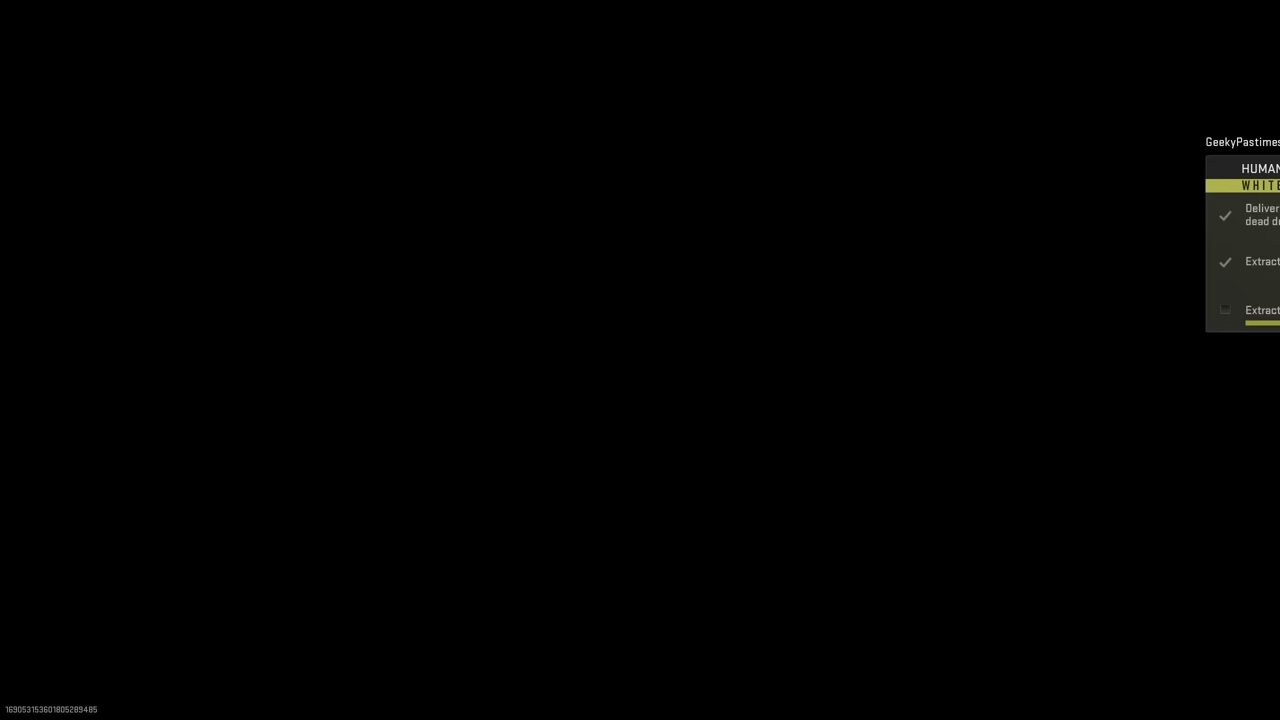 GeekyPastimes
HUMAN
WHITE
Deliver
dead d
Extract
Extract
169053153601805289485